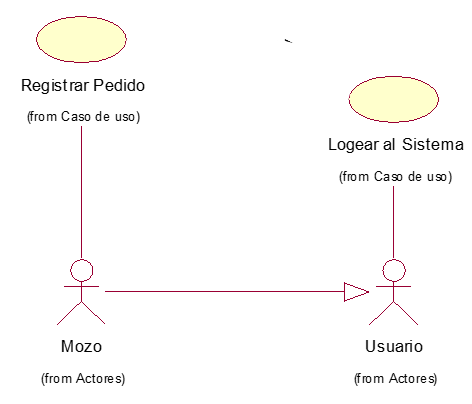 Registrar Pedido
(from Caso de uso)
Logear al Sistema
(from Caso de uso)
Mozo
(from Actores)
Usuario
(from Actores)